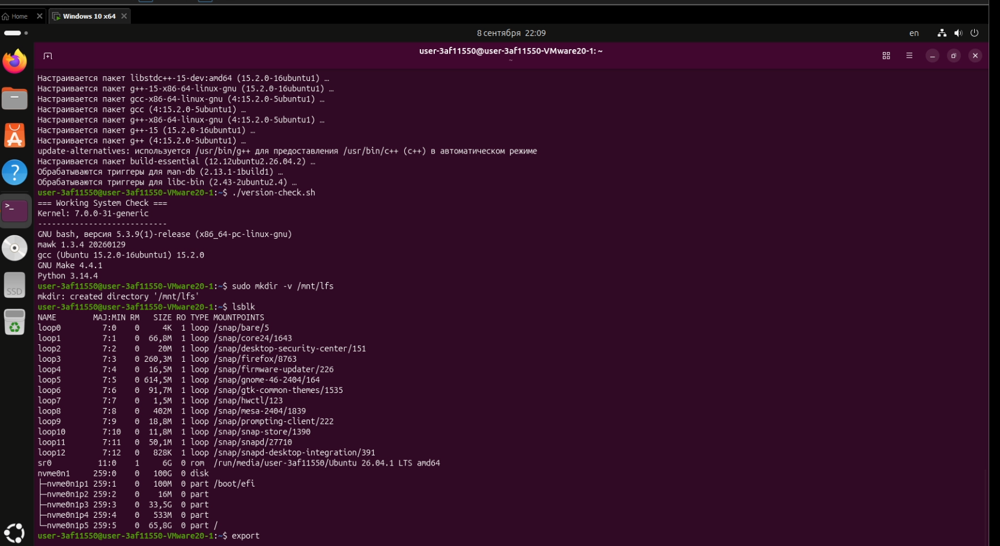 Home
Windows 10 x64
8 сентября 22:09
en
user-3af11550@user-3af11550-VMware20-1: ~
~
Настраивается пакет libstdc++-15-dev:amd64 (15.2.0-16ubuntu1) …
Настраивается пакет g++-15-x86-64-linux-gnu (15.2.0-16ubuntu1) …
Настраивается пакет gcc-x86-64-linux-gnu (4:15.2.0-5ubuntu1) …
Настраивается пакет gcc (4:15.2.0-5ubuntu1) …
Настраивается пакет g++-x86-64-linux-gnu (4:15.2.0-5ubuntu1) …
Настраивается пакет g++-15 (15.2.0-16ubuntu1) …
Настраивается пакет g++ (4:15.2.0-5ubuntu1) …
update-alternatives: используется /usr/bin/g++ для предоставления /usr/bin/c++ (c++) в автоматическом режиме
Настраивается пакет build-essential (12.12ubuntu2.26.04.2) …
Обрабатываются триггеры для man-db (2.13.1-1build1) …
Обрабатываются триггеры для libc-bin (2.43-2ubuntu2.4) …
user-3af11550@user-3af11550-VMware20-1:~$ ./version-check.sh
=== Working System Check ===
Kernel: 7.0.0-31-generic
----------------------------
GNU bash, версия 5.3.9(1)-release (x86_64-pc-linux-gnu)
mawk 1.3.4 20260129
gcc (Ubuntu 15.2.0-16ubuntu1) 15.2.0
GNU Make 4.4.1
Python 3.14.4
user-3af11550@user-3af11550-VMware20-1:~$ sudo mkdir -v /mnt/lfs
mkdir: created directory '/mnt/lfs'
user-3af11550@user-3af11550-VMware20-1:~$ lsblk
NAME        MAJ:MIN RM   SIZE RO TYPE MOUNTPOINTS
loop0         7:0    0     4K  1 loop /snap/bare/5
loop1         7:1    0  66,8M  1 loop /snap/core24/1643
loop2         7:2    0    20M  1 loop /snap/desktop-security-center/151
loop3         7:3    0 260,3M  1 loop /snap/firefox/8763
loop4         7:4    0  16,5M  1 loop /snap/firmware-updater/226
loop5         7:5    0 614,5M  1 loop /snap/gnome-46-2404/164
loop6         7:6    0  91,7M  1 loop /snap/gtk-common-themes/1535
loop7         7:7    0   1,5M  1 loop /snap/hwctl/123
loop8         7:8    0   402M  1 loop /snap/mesa-2404/1839
loop9         7:9    0  18,8M  1 loop /snap/prompting-client/222
loop10        7:10   0  11,8M  1 loop /snap/snap-store/1390
loop11        7:11   0  50,1M  1 loop /snap/snapd/27710
loop12        7:12   0   828K  1 loop /snap/snapd-desktop-integration/391
sr0          11:0    1     6G  0 rom  /run/media/user-3af11550/Ubuntu 26.04.1 LTS amd64
nvme0n1     259:0    0   100G  0 disk
├─nvme0n1p1 259:1    0   100M  0 part /boot/efi
├─nvme0n1p2 259:2    0    16M  0 part
├─nvme0n1p3 259:3    0  33,5G  0 part
├─nvme0n1p4 259:4    0   533M  0 part
└─nvme0n1p5 259:5    0  65,8G  0 part /
user-3af11550@user-3af11550-VMware20-1:~$ export
SSD